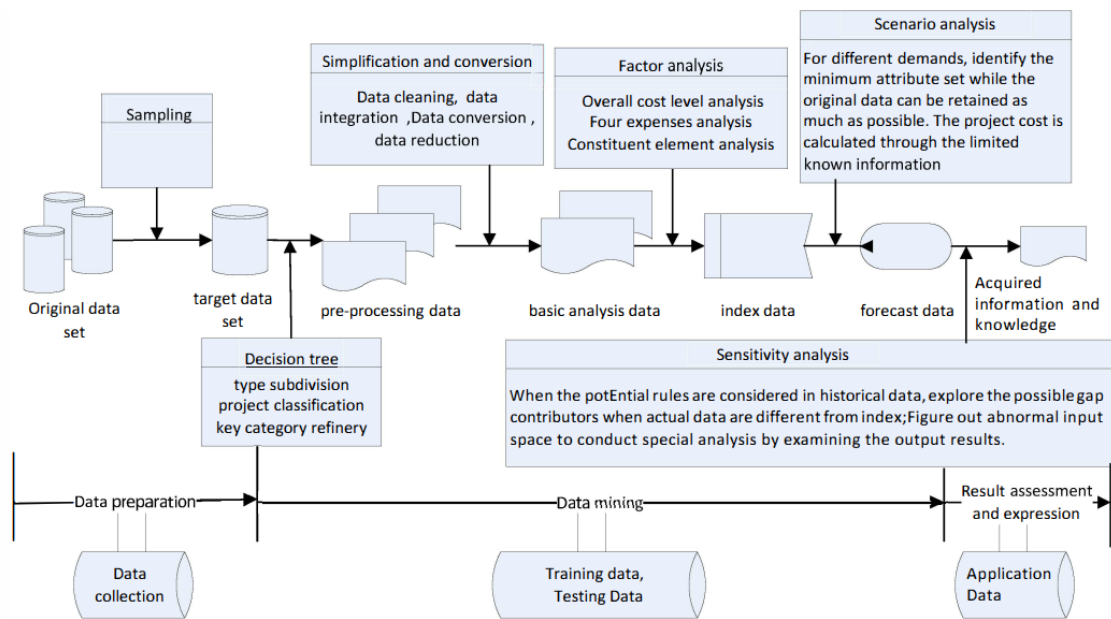 Scenario analysis
For different demands, identify the
minimum attribute set while the
original data can be retained as
much as possible. The project cost is
calculated through the limited
known information
Simplification and conversion
Data cleaning, data
integration ,Data conversion ,
data reduction
Factor analysis
Overall cost level analysis
Four expenses analysis
Constituent element analysis
Sampling
Original data
set
target data
set
pre-processing data
basic analysis data
index data
forecast data
Acquired
information and
knowledge
Decision tree
type subdivision
project classification
key category refinery
Sensitivity analysis
When the potEntial rules are considered in historical data, explore the possible gap
contributors when actual data are different from index;Figure out abnormal input
space to conduct special analysis by examining the output results.
Data preparation
Data mining
Result assessment
and expression
Data
collection
Training data,
Testing Data
Application
Data